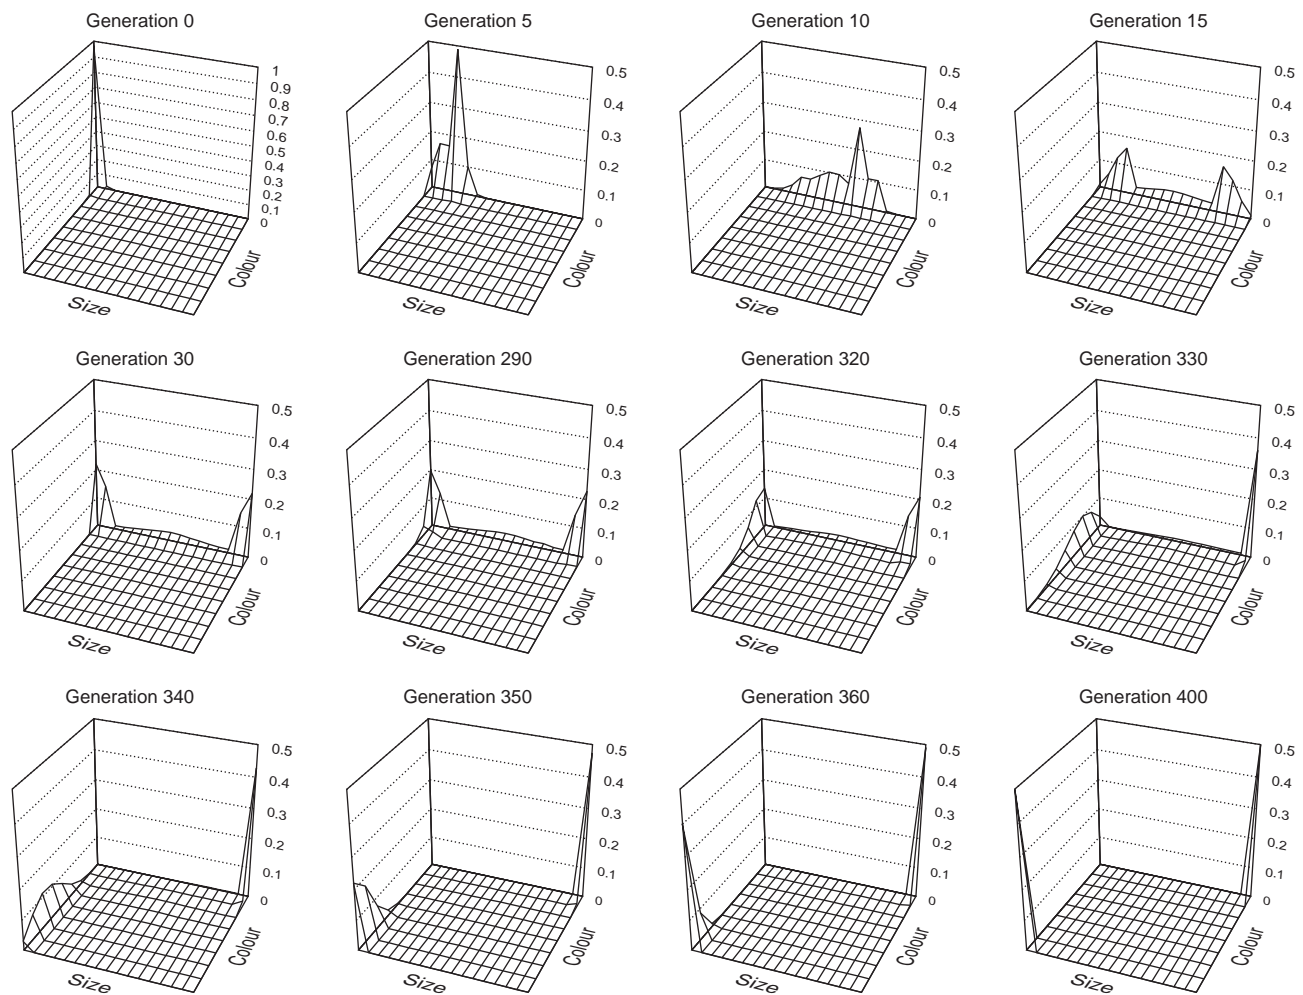 Generation 0
1
0.9
0.8
0.7
0.6
0.5
0.4
0.3
0.2
0.1
0
Size
Colour
Generation 5
0.5
0.4
0.3
0.2
0.1
0
Size
Colour
Generation 10
0.5
0.4
0.3
0.2
0.1
0
Size
Colour
Generation 15
0.5
0.4
0.3
0.2
0.1
0
Size
Colour
Generation 30
0.5
0.4
0.3
0.2
0.1
0
Size
Colour
Generation 290
0.5
0.4
0.3
0.2
0.1
0
Size
Colour
Generation 320
0.5
0.4
0.3
0.2
0.1
0
Size
Colour
Generation 330
0.5
0.4
0.3
0.2
0.1
0
Size
Colour
Generation 340
0.5
0.4
0.3
0.2
0.1
0
Size
Colour
Generation 350
0.5
0.4
0.3
0.2
0.1
0
Size
Colour
Generation 360
0.5
0.4
0.3
0.2
0.1
0
Size
Colour
Generation 400
0.5
0.4
0.3
0.2
0.1
0
Size
Colour